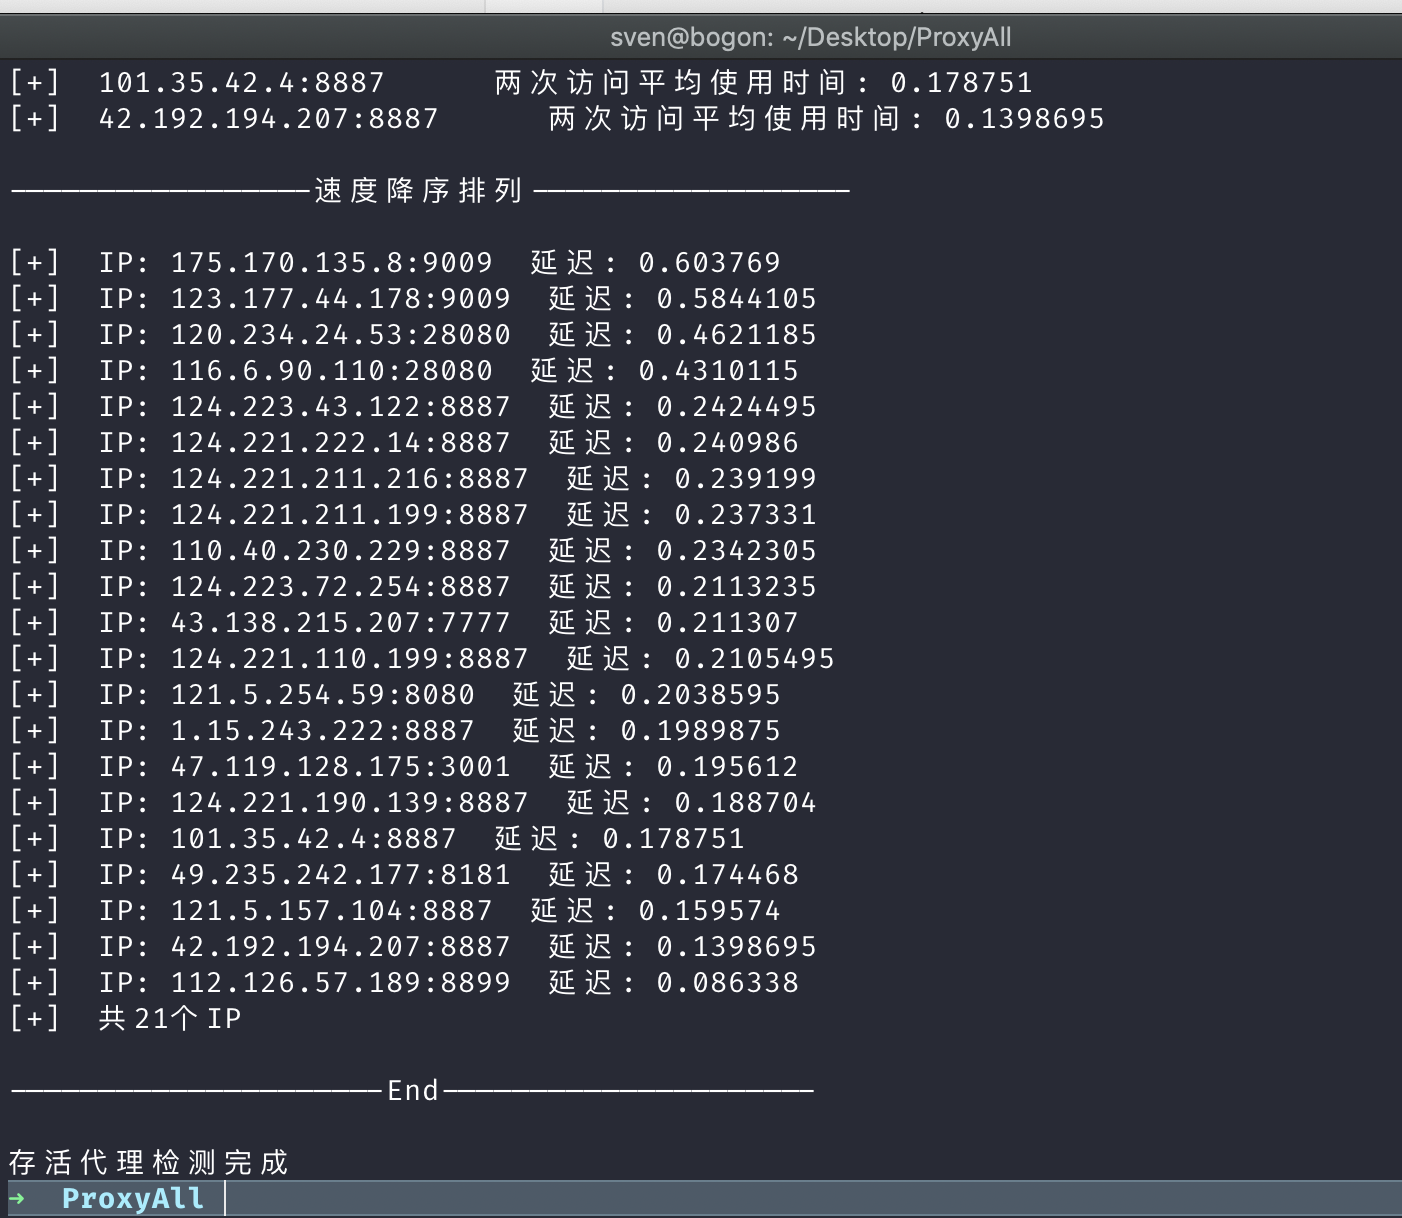 sven@bogon: ~/Desktop/ProxyAll
[+]  101.35.42.4:8887      两次访问平均使用时间: 0.178751
[+]  42.192.194.207:8887      两次访问平均使用时间: 0.1398695
—————————————————速度降序排列——————————————————
[+]  IP: 175.170.135.8:9009  延迟: 0.603769
[+]  IP: 123.177.44.178:9009  延迟: 0.5844105
[+]  IP: 120.234.24.53:28080  延迟: 0.4621185
[+]  IP: 116.6.90.110:28080  延迟: 0.4310115
[+]  IP: 124.223.43.122:8887  延迟: 0.2424495
[+]  IP: 124.221.222.14:8887  延迟: 0.240986
[+]  IP: 124.221.211.216:8887  延迟: 0.239199
[+]  IP: 124.221.211.199:8887  延迟: 0.237331
[+]  IP: 110.40.230.229:8887  延迟: 0.2342305
[+]  IP: 124.223.72.254:8887  延迟: 0.2113235
[+]  IP: 43.138.215.207:7777  延迟: 0.211307
[+]  IP: 124.221.110.199:8887  延迟: 0.2105495
[+]  IP: 121.5.254.59:8080  延迟: 0.2038595
[+]  IP: 1.15.243.222:8887  延迟: 0.1989875
[+]  IP: 47.119.128.175:3001  延迟: 0.195612
[+]  IP: 124.221.190.139:8887  延迟: 0.188704
[+]  IP: 101.35.42.4:8887  延迟: 0.178751
[+]  IP: 49.235.242.177:8181  延迟: 0.174468
[+]  IP: 121.5.157.104:8887  延迟: 0.159574
[+]  IP: 42.192.194.207:8887  延迟: 0.1398695
[+]  IP: 112.126.57.189:8899  延迟: 0.086338
[+]  共21个IP
—————————————————————End—————————————————————
存活代理检测完成
➜  ProxyAll